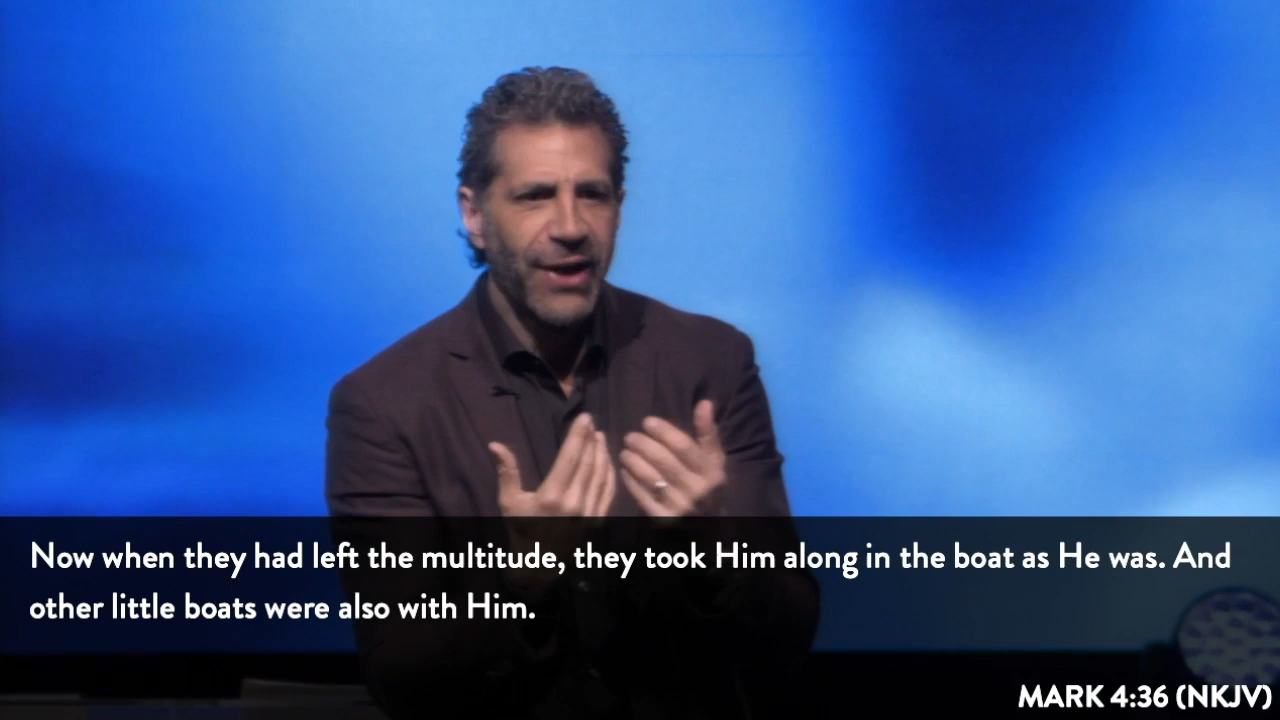 Now when they had left the multitude, they took Him along in the boat as He was. And
other little boats were also with Him.
MARK 4:36 (NKJV)